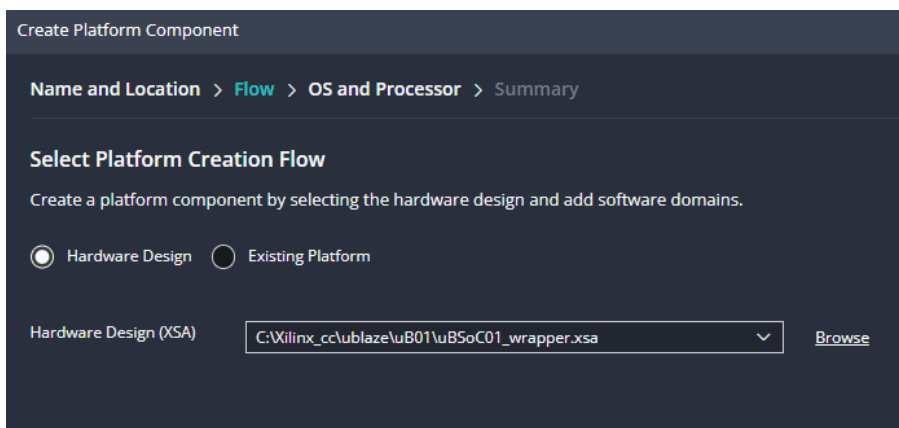 Create Platform Component
Name and Location > Flow > OS and Processor > Summary
Select Platform Creation Flow
Create a platform component by selecting the hardware design and add software domains.
Hardware Design Existing Platform
Hardware Design (XSA) C:\Xilinx_cc\ublaze\uB01\uBSoC01_wrapper.xsa Browse